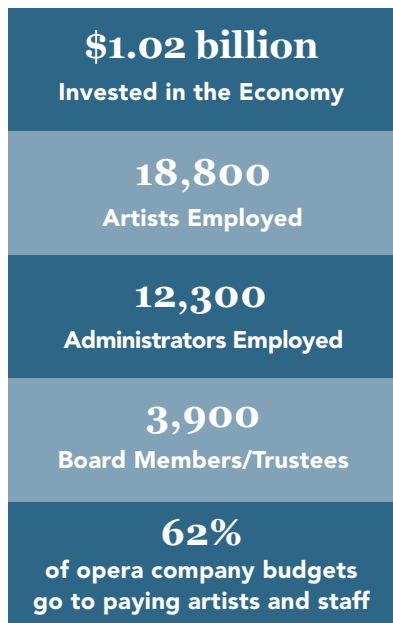 $1.02 billion
Invested in the Economy
18,800
Artists Employed
12,300
Administrators Employed
3,900
Board Members/Trustees
62%
of opera company budgets
go to paying artists and staff